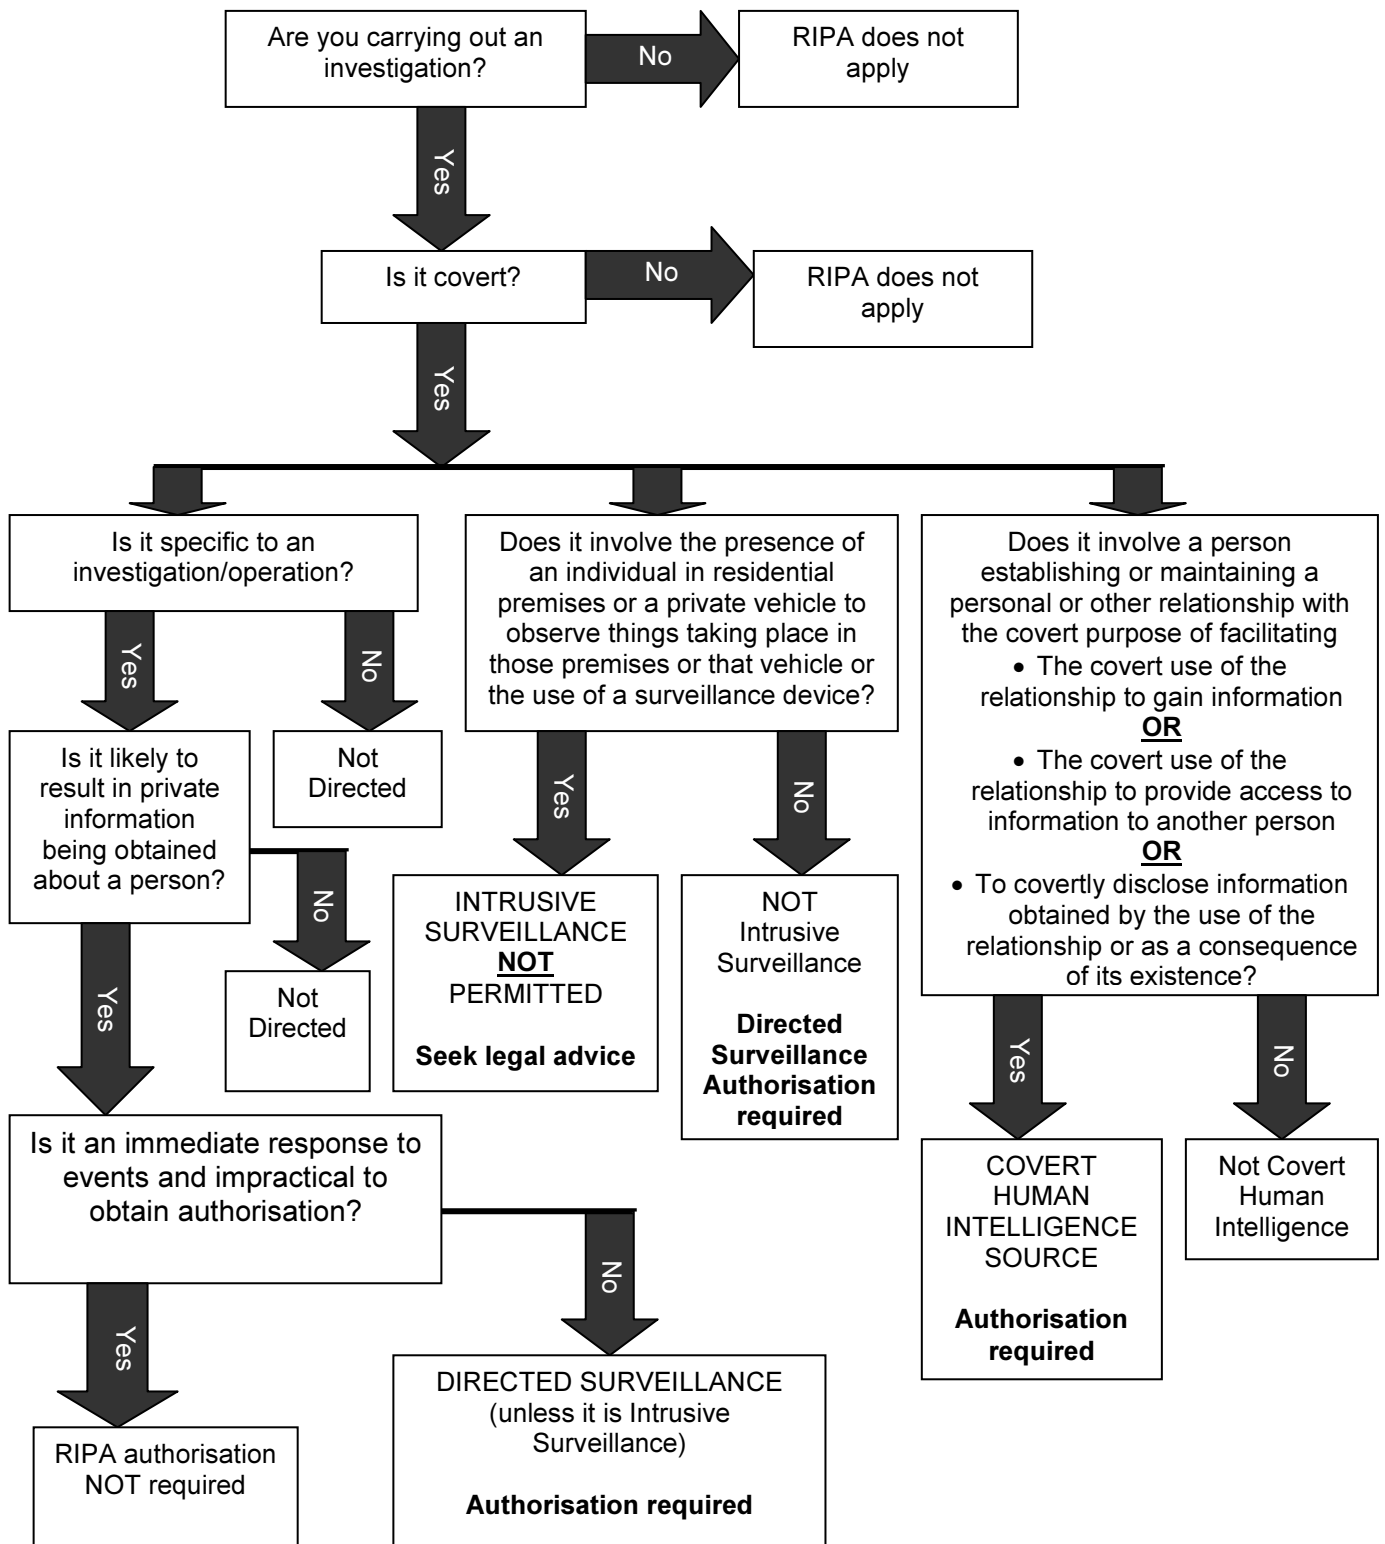 Are you carrying out an
investigation?
No
RIPA does not
apply
Yes
Is it covert?
No
RIPA does not
apply
Yes
Is it specific to an
investigation/operation?
Yes
No
Not
Directed
Is it likely to
result in private
information
being obtained
about a person?
No
Not
Directed
Yes
Is it an immediate response to
events and impractical to
obtain authorisation?
Yes
RIPA authorisation
NOT required
No
DIRECTED SURVEILLANCE
(unless it is Intrusive
Surveillance)
Authorisation required
Does it involve the presence of
an individual in residential
premises or a private vehicle to
observe things taking place in
those premises or that vehicle or
the use of a surveillance device?
Yes
INTRUSIVE
SURVEILLANCE
NOT
PERMITTED
Seek legal advice
No
NOT
Intrusive
Surveillance
Directed
Surveillance
Authorisation
required
Does it involve a person
establishing or maintaining a
personal or other relationship with
the covert purpose of facilitating
• The covert use of the
relationship to gain information
OR
• The covert use of the
relationship to provide access to
information to another person
OR
• To covertly disclose information
obtained by the use of the
relationship or as a consequence
of its existence?
Yes
COVERT
HUMAN
INTELLIGENCE
SOURCE
Authorisation
required
No
Not Covert
Human
Intelligence